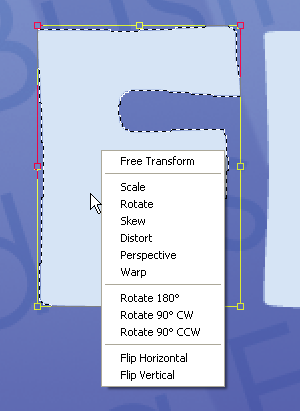 Free Transform
Scale
Rotate
Skew
Distort
Perspective
Warp
Rotate 180°
Rotate 90° CW
Rotate 90° CCW
Flip Horizontal
Flip Vertical